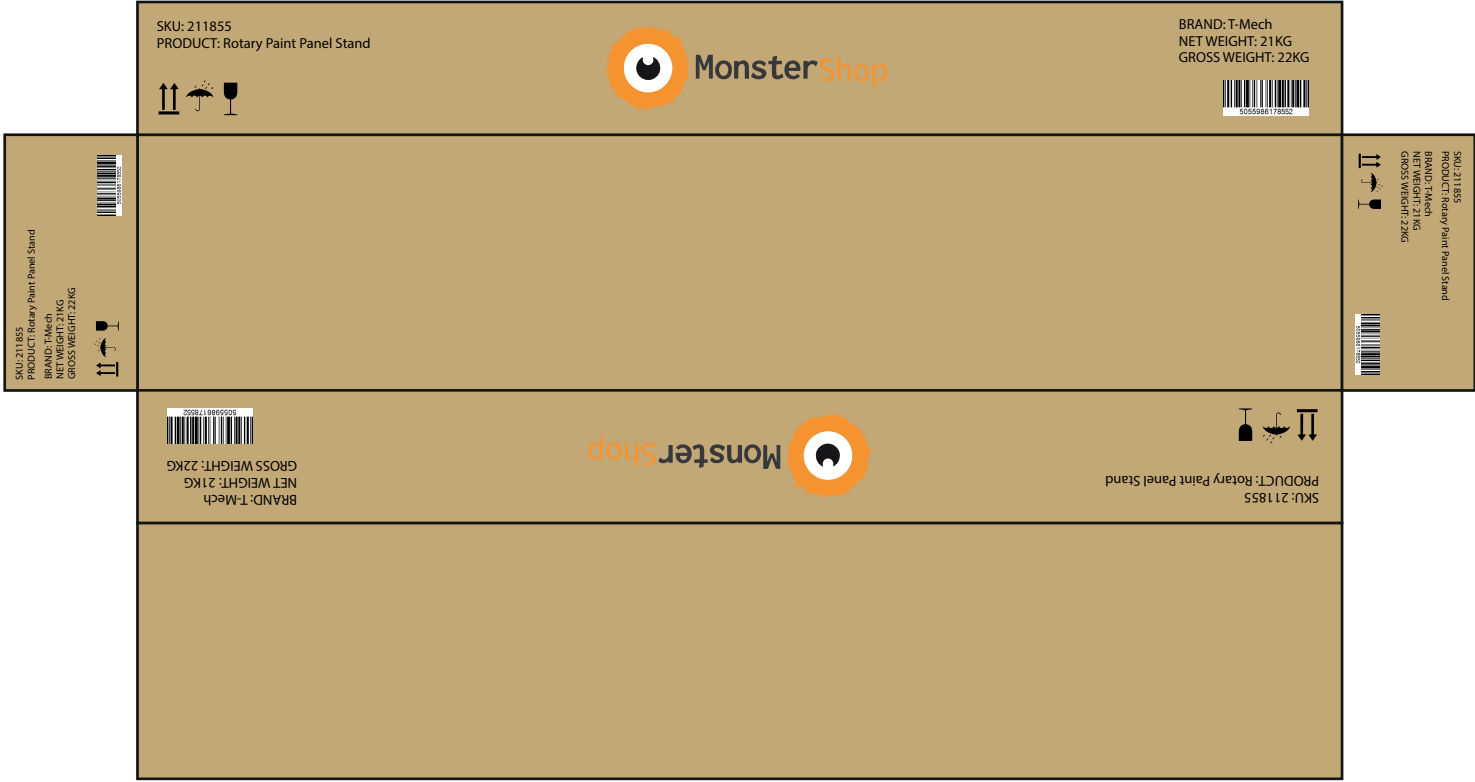 SKU: 211855
PRODUCT: Rotary Paint Panel Stand
MonsterShop
BRAND: T-Mech
NET WEIGHT: 21KG
GROSS WEIGHT: 22KG
5055986178552
SKU: 211855
PRODUCT: Rotary Paint Panel Stand
BRAND: T-Mech
NET WEIGHT: 21KG
GROSS WEIGHT: 22KG
5055986178552
SKU: 211855
PRODUCT: Rotary Paint Panel Stand
BRAND: T-Mech
NET WEIGHT: 21KG
GROSS WEIGHT: 22KG
5055986178552
SKU: 211855
PRODUCT: Rotary Paint Panel Stand
MonsterShop
BRAND: T-Mech
NET WEIGHT: 21KG
GROSS WEIGHT: 22KG
5055986178552